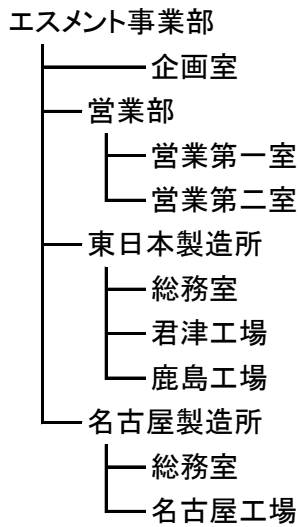 エスメント事業部
企画室
営業部
営業第一室
営業第二室
東日本製造所
総務室
君津工場
鹿島工場
名古屋製造所
総務室
名古屋工場